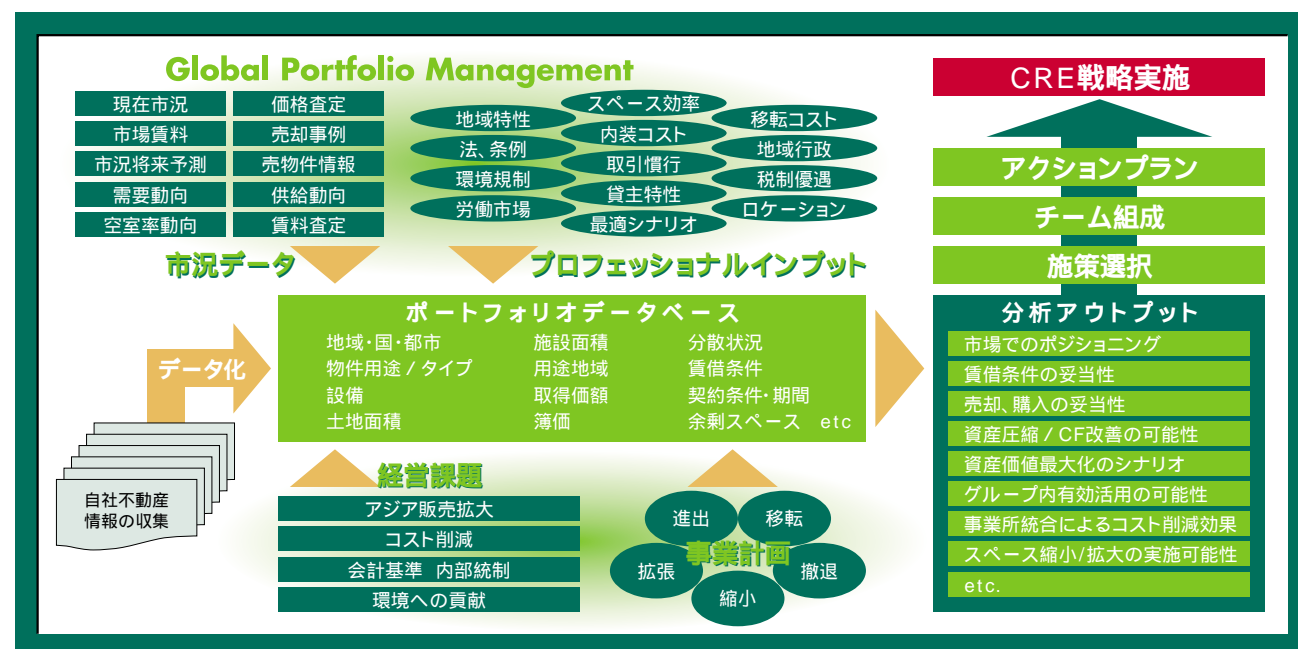 Global Portfolio Management
現在市況
市場賃料
市況将来予測
需要動向
空室率動向
価格査定
売却事例
売物件情報
供給動向
賃料査定
地域特性
法、条例
環境規制
労働市場
スペース効率
内装コスト
取引慣行
貸主特性
最適シナリオ
移転コスト
地域行政
税制優遇
ロケーション
市況データ
プロフェッショナルインプット
データ化
自社不動産
情報の収集
ポートフォリオデータベース
地域・国・都市
物件用途 / タイプ
設備
土地面積
施設面積
用途地域
取得価額
簿価
分散状況
賃借条件
契約条件・期間
余剰スペース etc
経営課題
アジア販売拡大
コスト削減
会計基準 内部統制
環境への貢献
進出
移転
事業計画
拡張
撤退
縮小
CRE戦略実施
アクションプラン
チーム組成
施策選択
分析アウトプット
市場でのポジショニング
賃借条件の妥当性
売却、購入の妥当性
資産圧縮 / CF改善の可能性
資産価値最大化のシナリオ
グループ内有効活用の可能性
事業所統合によるコスト削減効果
スペース縮小/拡大の実施可能性
etc.